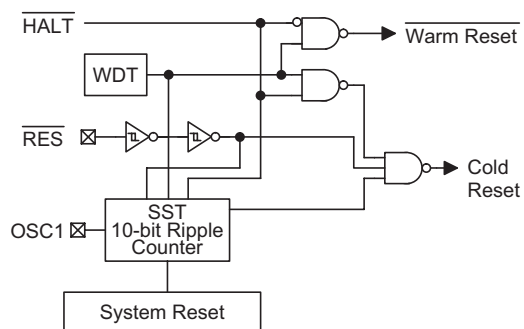 HALT
Warm Reset
WDT
RES
Cold
Reset
SST
10-bit Ripple
Counter
OSC1
System Reset